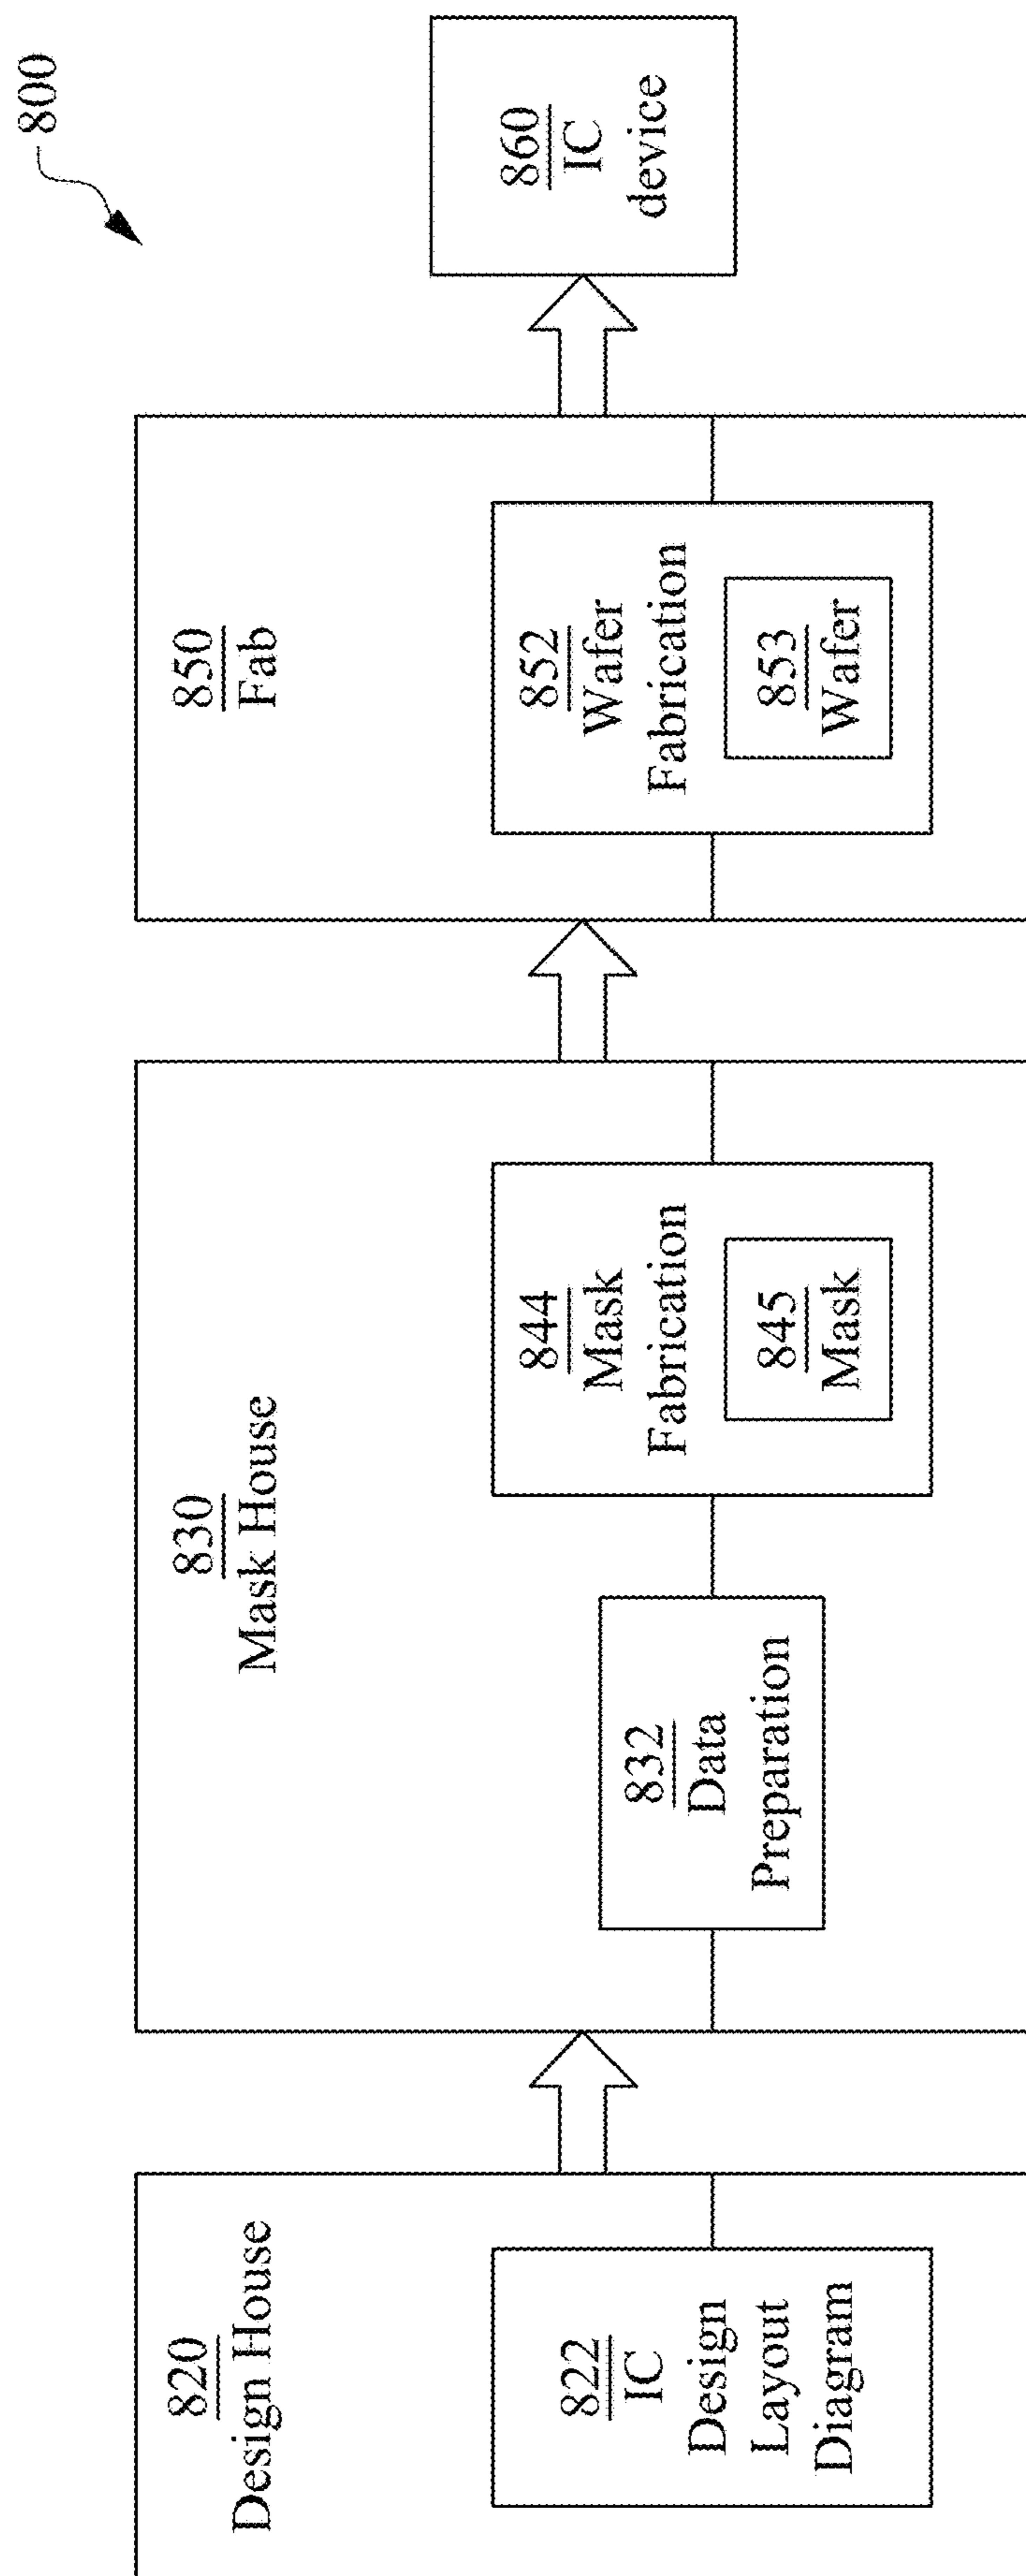 800
820
Design House
822
IC
Design
Layout
Diagram
830
Mask House
832
Data
Preparation
844
Mask
Fabrication
845
Mask
850
Fab
852
Wafer
Fabrication
853
Wafer
860
IC
device